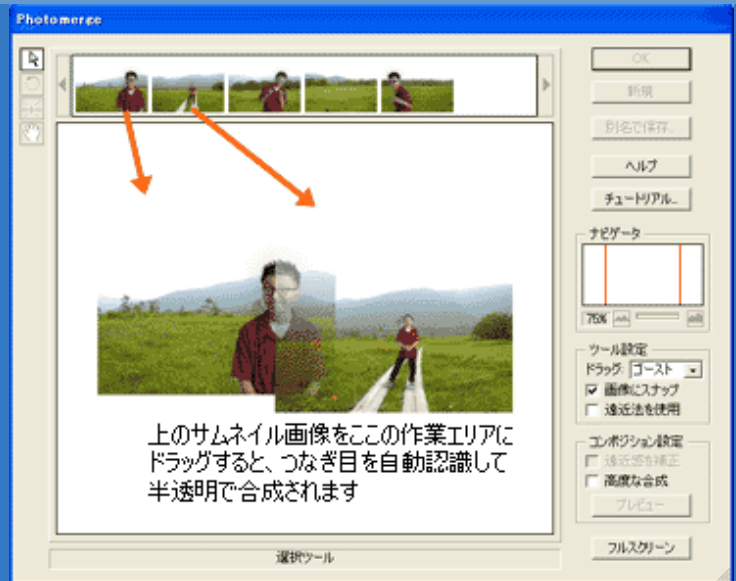 Photomerge
OK
新規
別名で保存...
ヘルプ
チュートリアル...
ナビゲータ
75%
ツール設定
ドラッグ: ゴースト
画像にスナップ
遠近法を使用
コンポジション設定
遠近感を補正
高度な合成
プレビュー
フルスクリーン
上のサムネイル画像をここの作業エリアに
ドラッグすると、つなぎ目を自動認識して
半透明で合成されます
選択ツール